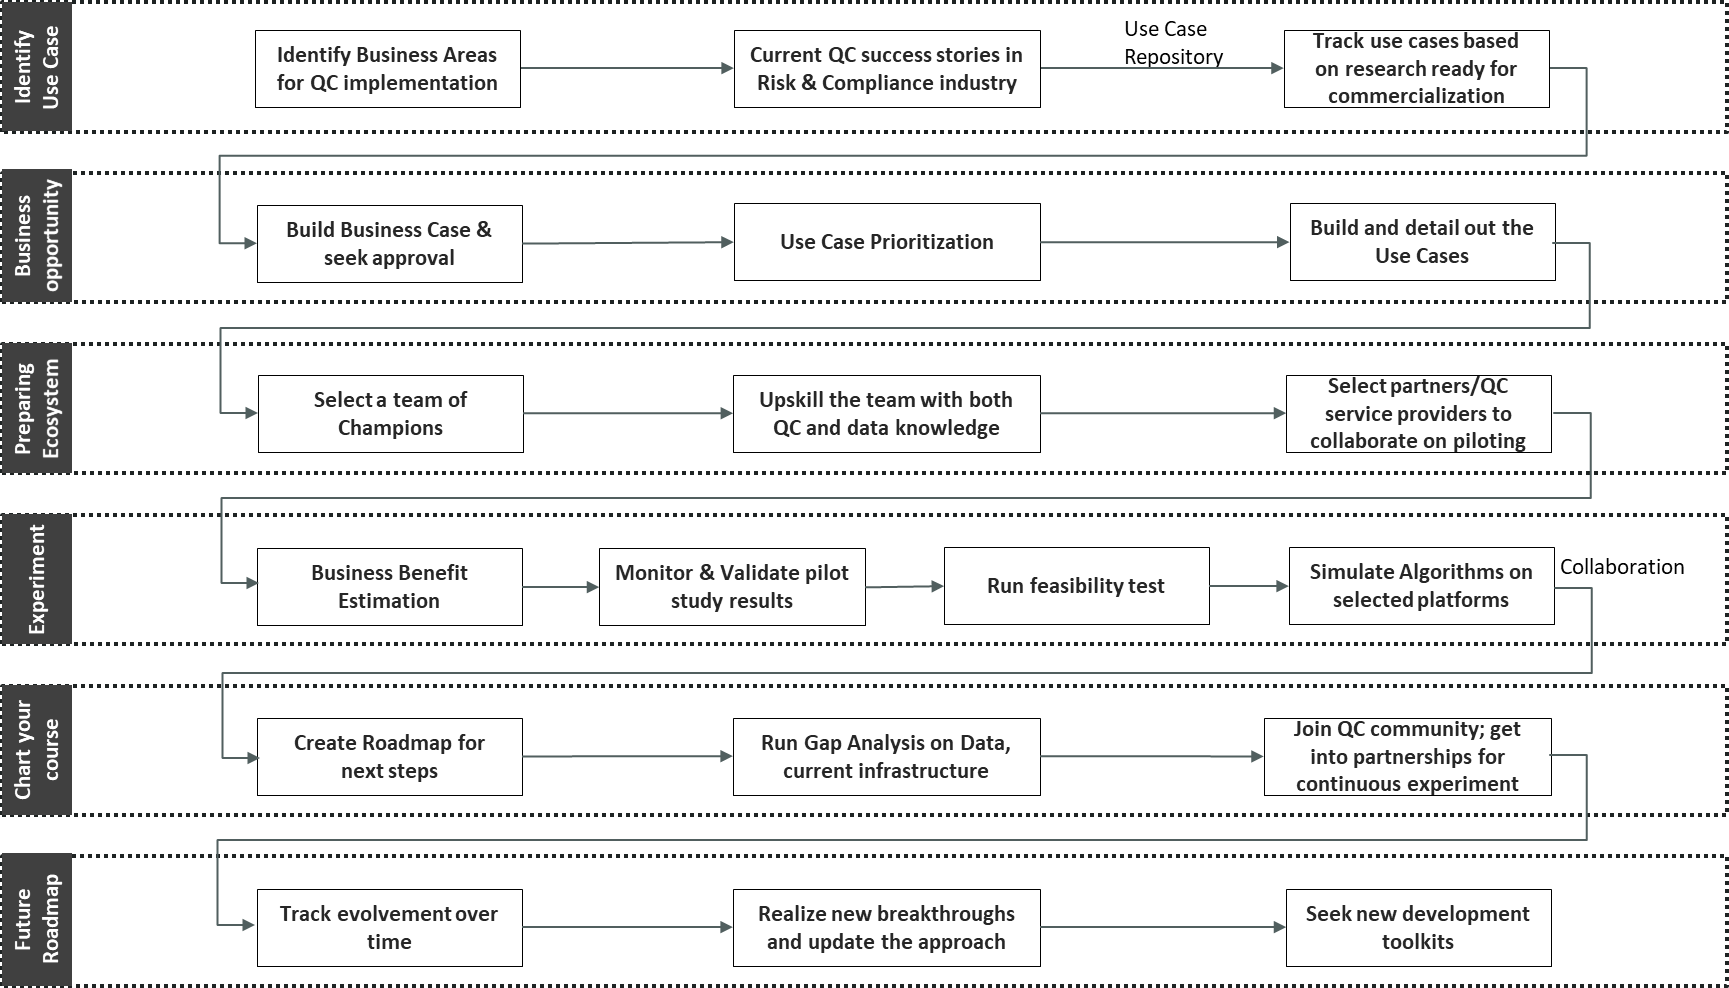 Identify
Use Case
Identify Business Areas
for QC implementation
Current QC success stories in
Risk & Compliance industry
Use Case
Repository
Track use cases based
on research ready for
commercialization
Business
opportunity
Build Business Case &
seek approval
Use Case Prioritization
Build and detail out the
Use Cases
Preparing
Ecosystem
Select a team of
Champions
Upskill the team with both
QC and data knowledge
Select partners/QC
service providers to
collaborate on piloting
Experiment
Business Benefit
Estimation
Monitor & Validate pilot
study results
Run feasibility test
Simulate Algorithms on
selected platforms
Collaboration
Chart your
course
Create Roadmap for
next steps
Run Gap Analysis on Data,
current infrastructure
Join QC community; get
into partnerships for
continuous experiment
Future
Roadmap
Track evolvement over
time
Realize new breakthroughs
and update the approach
Seek new development
toolkits